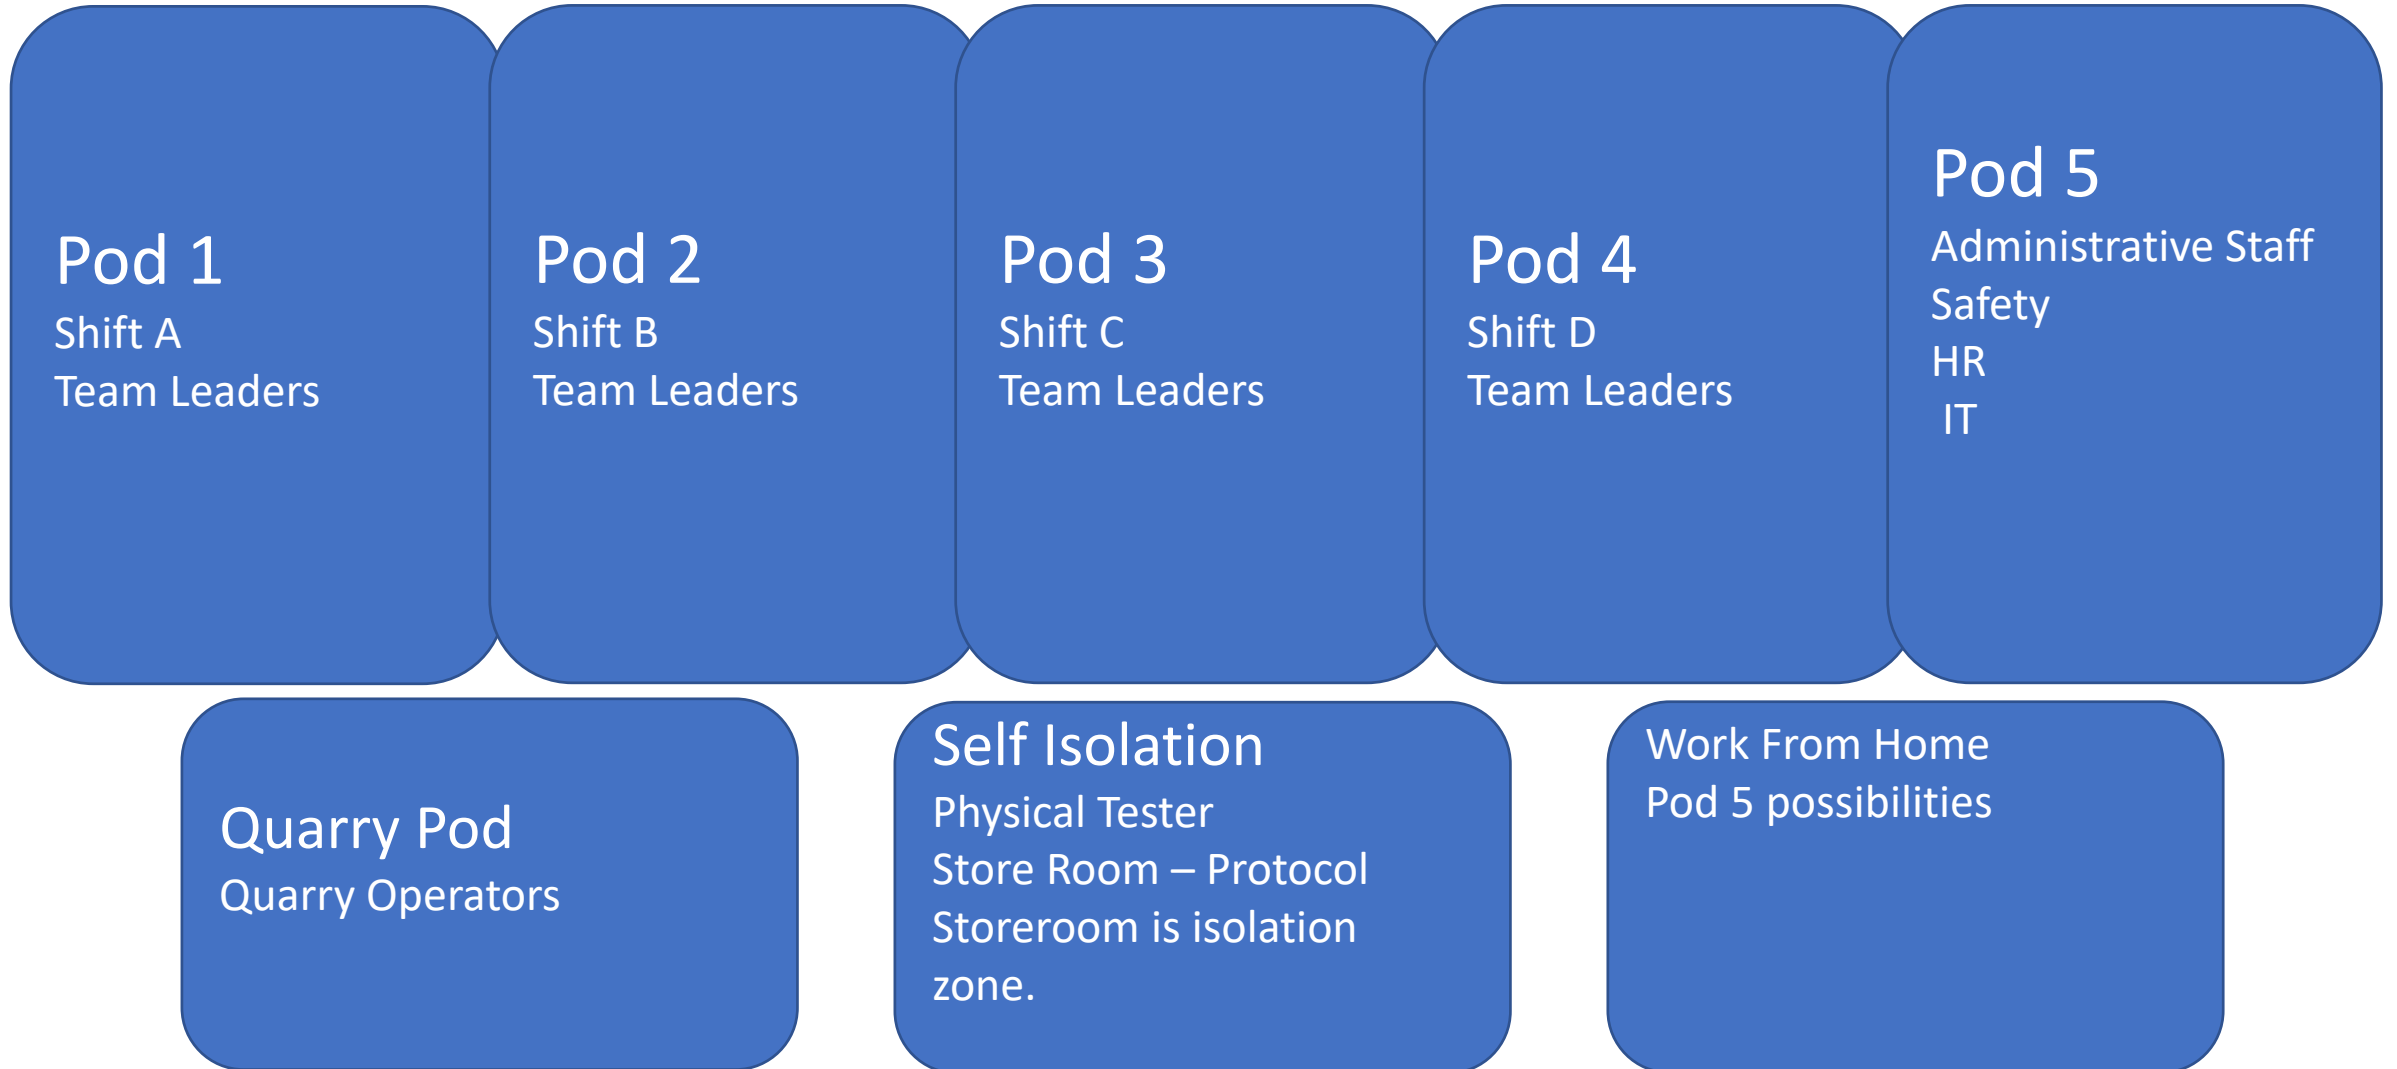 Pod 1
Shift A
Team Leaders
Pod 2
Shift B
Team Leaders
Pod 3
Shift C
Team Leaders
Pod 4
Shift D
Team Leaders
Pod 5
Administrative Staff
Safety
HR
IT
Quarry Pod
Quarry Operators
Self Isolation
Physical Tester
Store Room – Protocol
Storeroom is isolation
zone.
Work From Home
Pod 5 possibilities